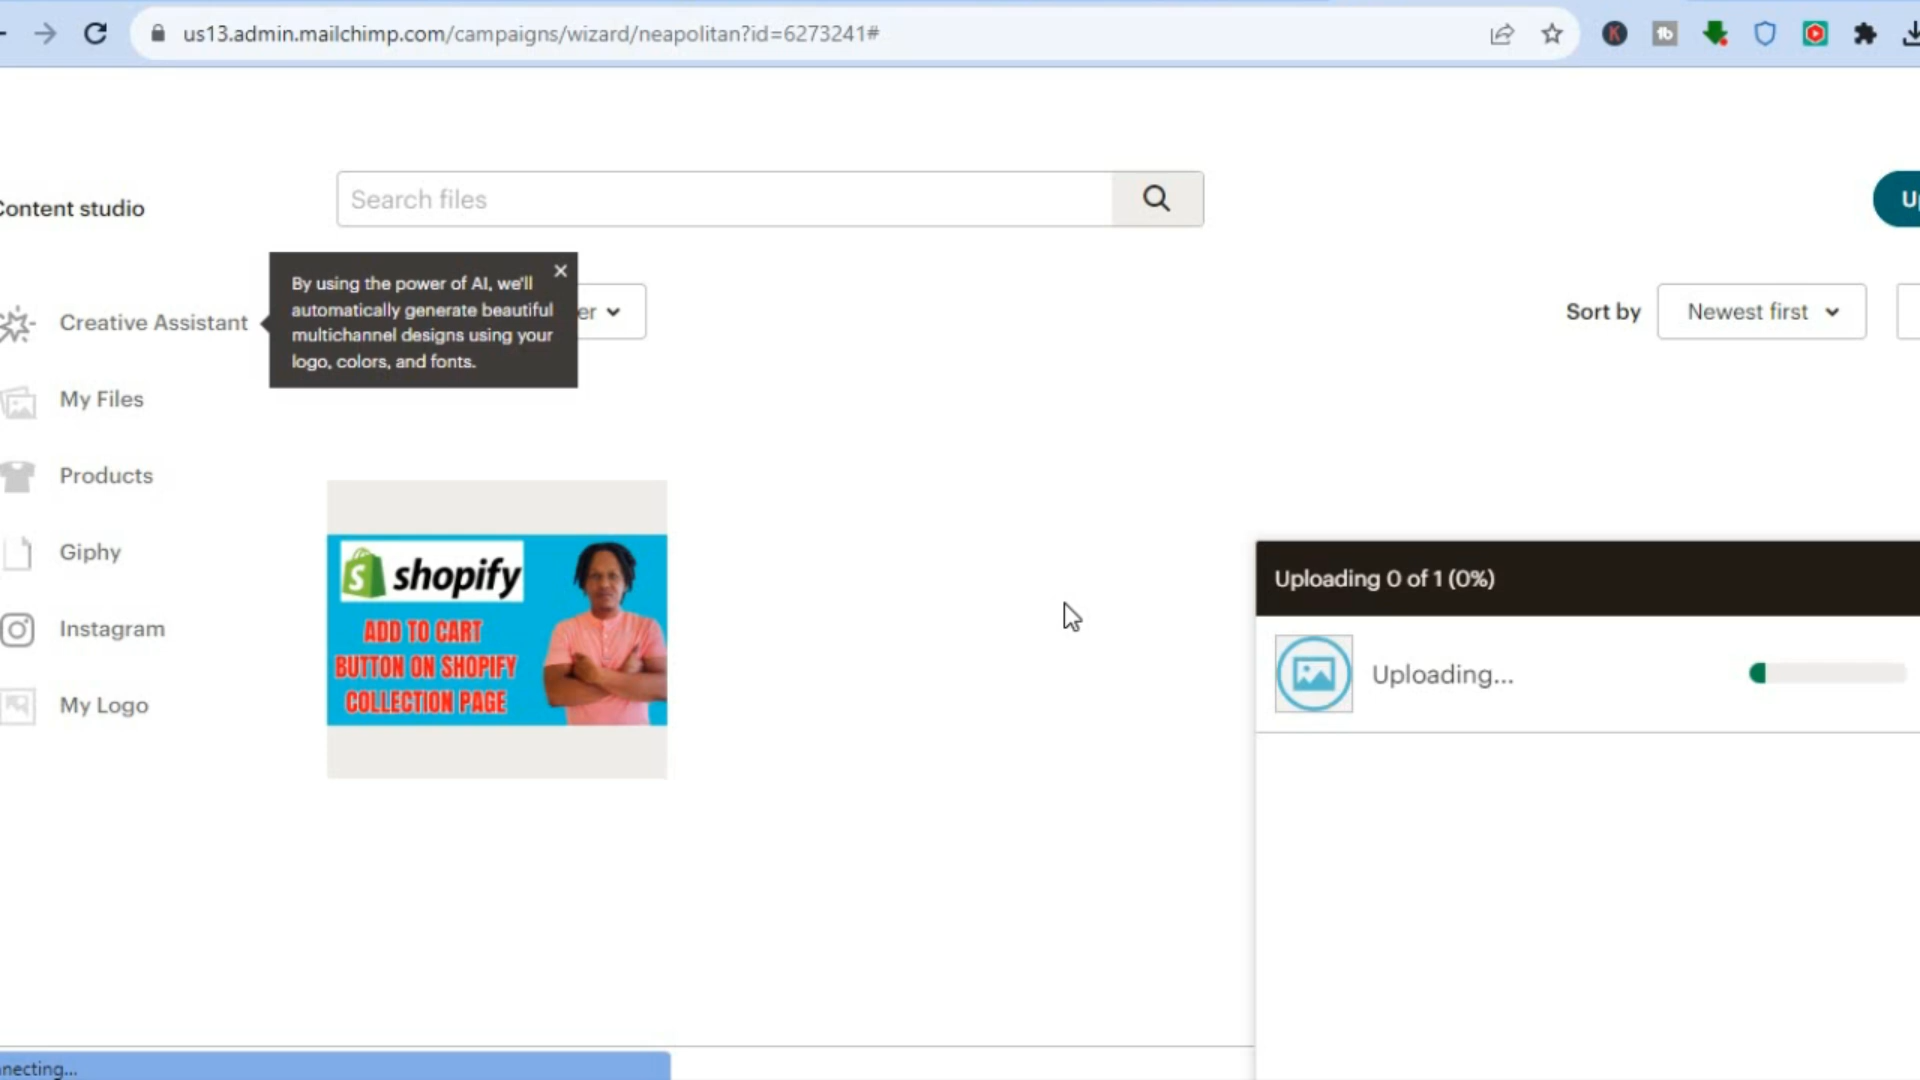 us13.admin.mailchimp.com/campaigns/wizard/neapolitan?id=6273241#
K
tb
Content studio
Search files
By using the power of AI, we'll
automatically generate beautiful
multichannel designs using your
logo, colors, and fonts.
Creative Assistant
Sort by
Newest first
My Files
Products
Giphy
Instagram
My Logo
shopify
ADD TO CART
BUTTON ON SHOPIFY
COLLECTION PAGE
Uploading 0 of 1 (0%)
Uploading...